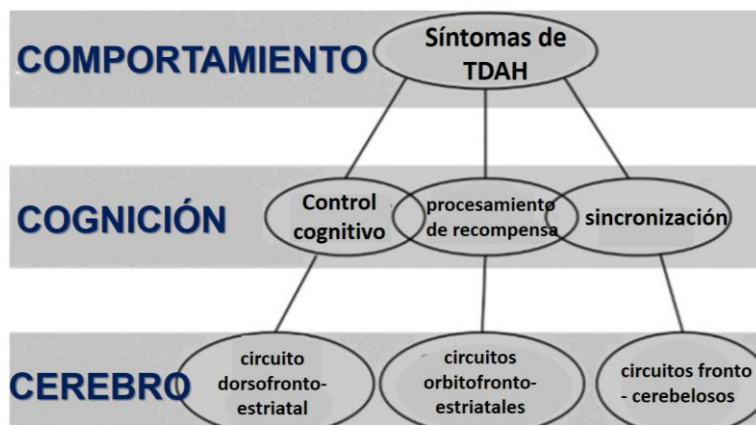 COMPORTAMIENTO
Síntomas de
TDAH
COGNICIÓN
Control
cognitivo
procesamiento
de recompensa
sincronización
CEREBRO
circuito
dorsofronto-
estriatal
circuitos
orbitofronto-
estriatales
circuitos fronto
- cerebelosos